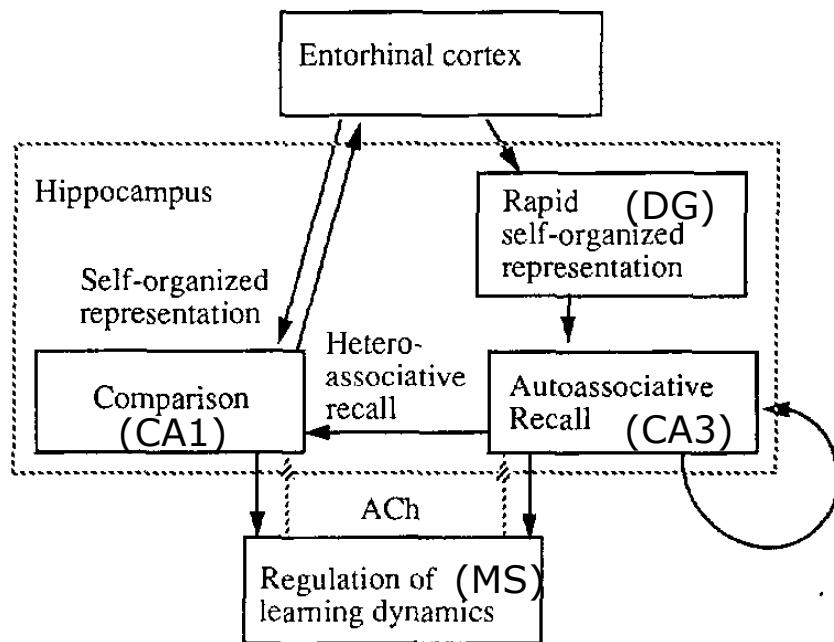 Entorhinal cortex
Hippocampus
Rapid (DG)
self-organized
representation
Self-organized
representation
Hetero-
associative
recall
Comparison
(CA1)
Autoassociative
Recall
(CA3)
ACh
Regulation of (MS)
learning dynamics